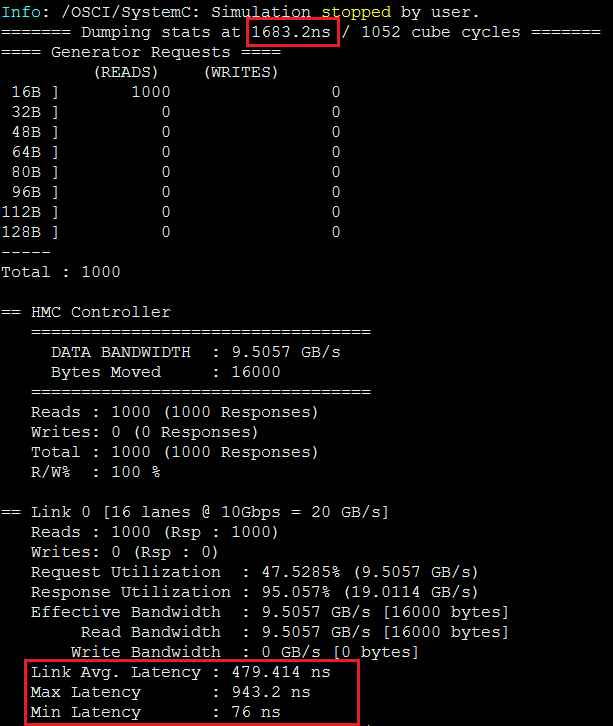 Info: /OSCI/SystemC: Simulation stopped by user.
======= Dumping stats at 1683.2ns / 1052 cube cycles =======
==== Generator Requests ====
(READS) (WRITES)
16B ] 1000 0
32B ] 0 0
48B ] 0 0
64B ] 0 0
80B ] 0 0
96B ] 0 0
112B ] 0 0
128B ] 0 0
-----
Total : 1000
== HMC Controller
==================================
DATA BANDWIDTH : 9.5057 GB/s
Bytes Moved : 16000
==================================
Reads : 1000 (1000 Responses)
Writes: 0 (0 Responses)
Total : 1000 (1000 Responses)
R/W% : 100 %
== Link 0 [16 lanes @ 10Gbps = 20 GB/s]
Reads : 1000 (Rsp : 1000)
Writes: 0 (Rsp : 0)
Request Utilization : 47.5285% (9.5057 GB/s)
Response Utilization : 95.057% (19.0114 GB/s)
Effective Bandwidth : 9.5057 GB/s [16000 bytes]
Read Bandwidth : 9.5057 GB/s [16000 bytes]
Write Bandwidth : 0 GB/s [0 bytes]
Link Avg. Latency : 479.414 ns
Max Latency : 943.2 ns
Min Latency : 76 ns